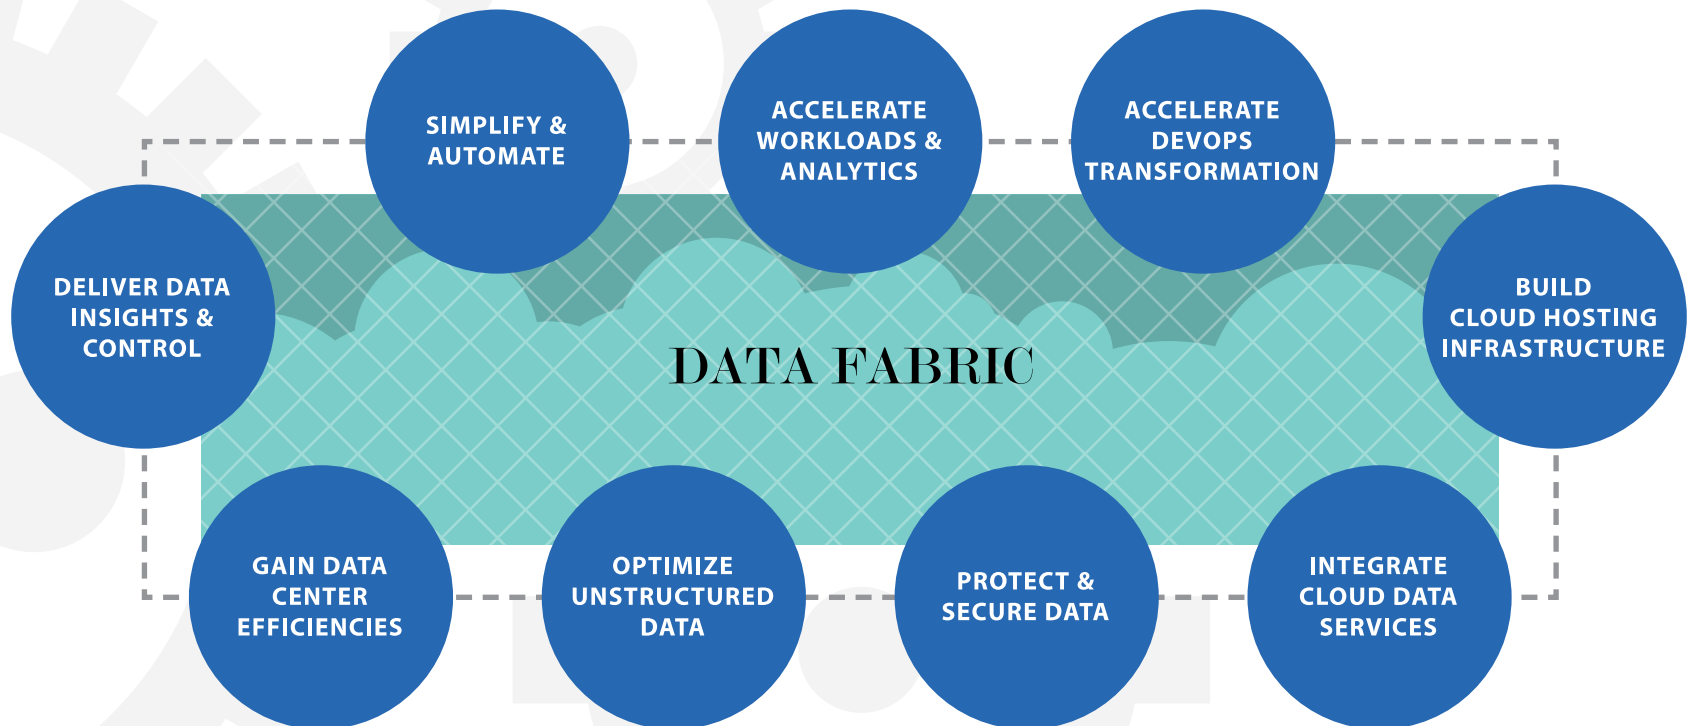 SIMPLIFY &
AUTOMATE
ACCELERATE
WORKLOADS &
ANALYTICS
ACCELERATE
DEVOPS
TRANSFORMATION
DELIVER DATA
INSIGHTS &
CONTROL
BUILD
CLOUD HOSTING
INFRASTRUCTURE
DATA FABRIC
GAIN DATA
CENTER
EFFICIENCIES
OPTIMIZE
UNSTRUCTURED
DATA
PROTECT &
SECURE DATA
INTEGRATE
CLOUD DATA
SERVICES